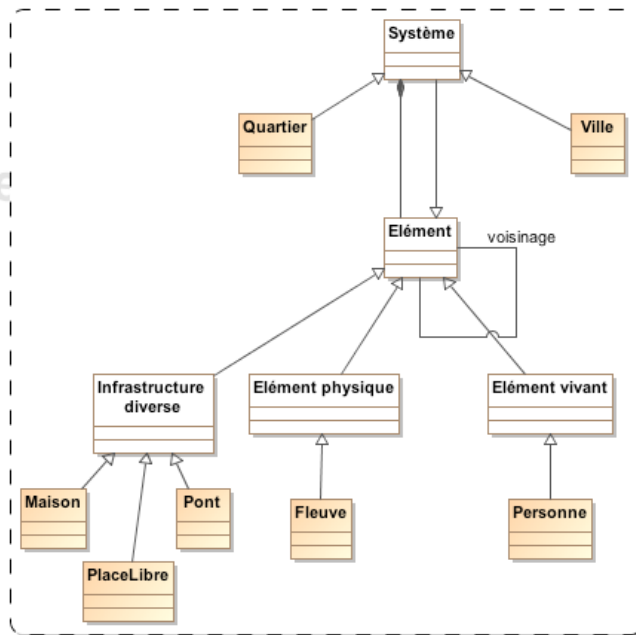 Système
Quartier
Ville
Elément
voisinage
Infrastructure
diverse
Elément physique
Elément vivant
Maison
Pont
Fleuve
Personne
PlaceLibre